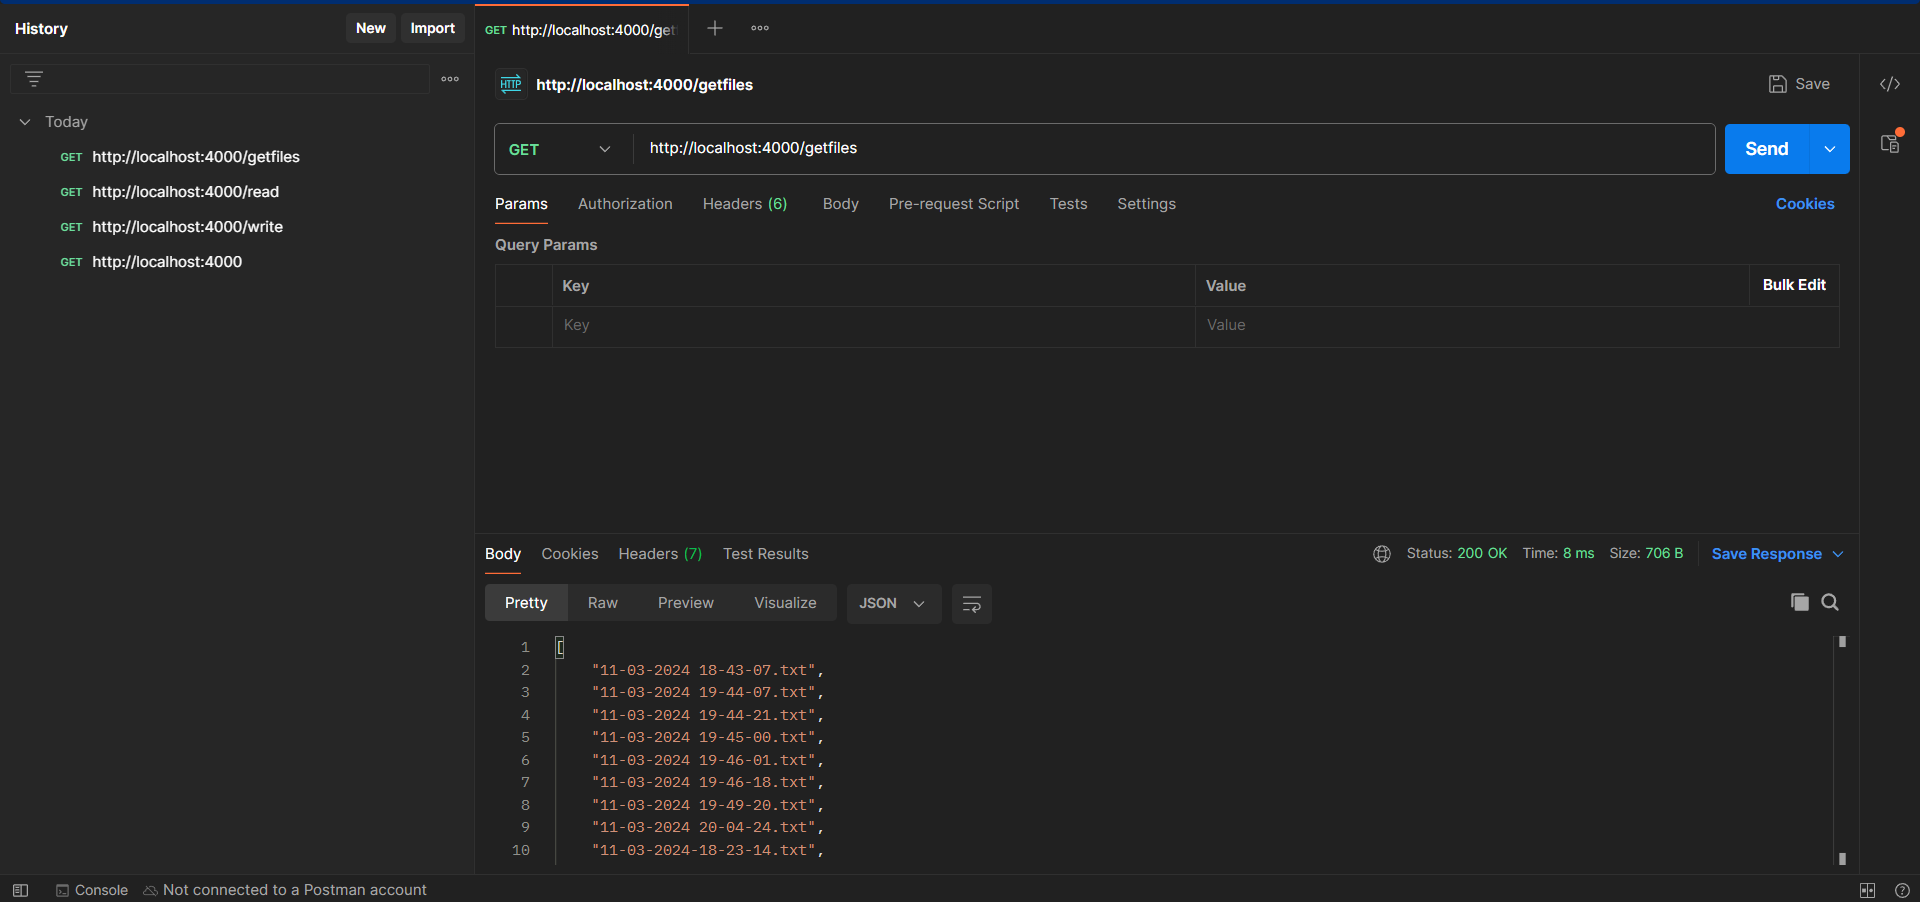 History
New
Import
GET http://localhost:4000/get
Today
GET http://localhost:4000/getfiles
GET http://localhost:4000/read
GET http://localhost:4000/write
GET http://localhost:4000
HTTP http://localhost:4000/getfiles
Save
GET http://localhost:4000/getfiles
Send
Params Authorization Headers (6) Body Pre-request Script Tests Settings Cookies
Query Params
Key Value Bulk Edit
Key Value
Body Cookies Headers (7) Test Results Status: 200 OK Time: 8 ms Size: 706 B Save Response
Pretty Raw Preview Visualize JSON
1 [
2 "11-03-2024 18-43-07.txt",
3 "11-03-2024 19-44-07.txt",
4 "11-03-2024 19-44-21.txt",
5 "11-03-2024 19-45-00.txt",
6 "11-03-2024 19-46-01.txt",
7 "11-03-2024 19-46-18.txt",
8 "11-03-2024 19-49-20.txt",
9 "11-03-2024 20-04-24.txt",
10 "11-03-2024-18-23-14.txt",
Console Not connected to a Postman account